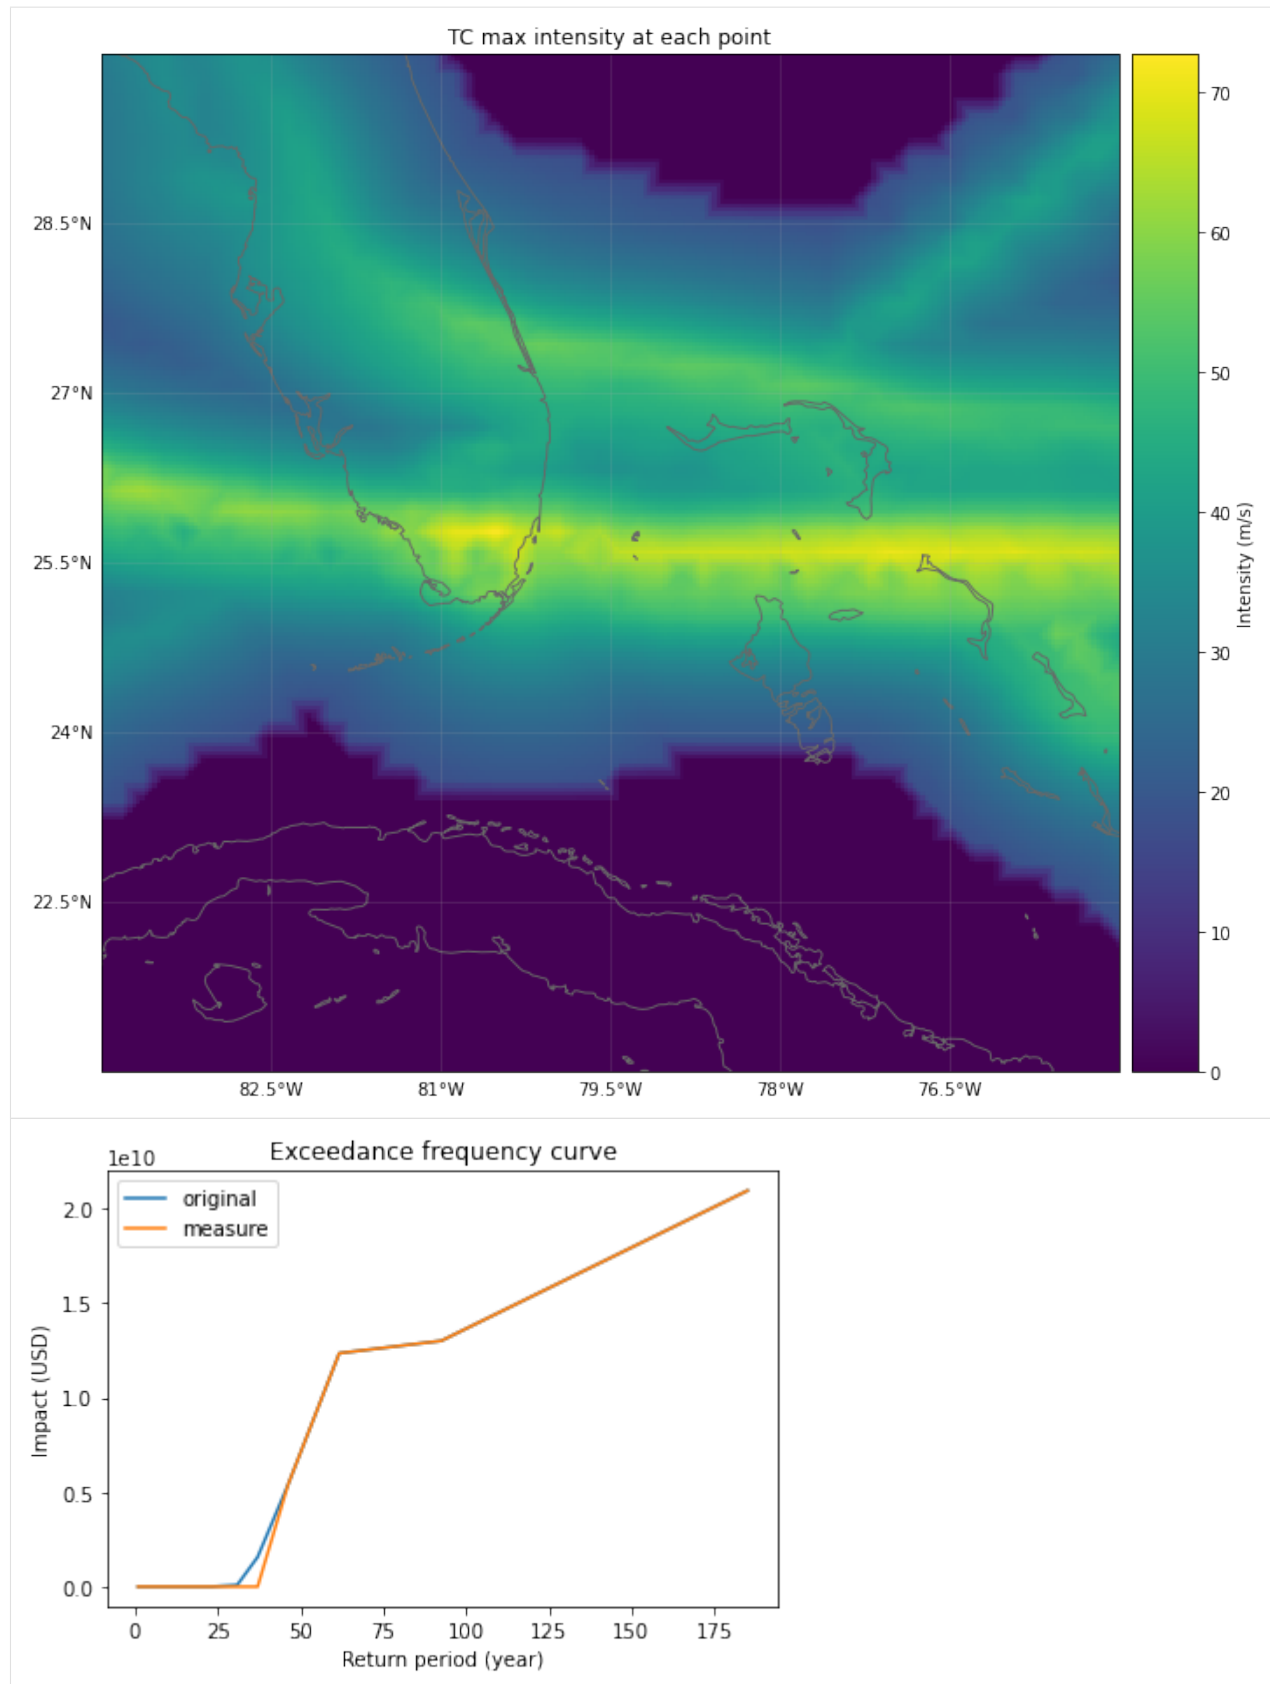 TC max intensity at each point
28.5°N
27°N
25.5°N
24°N
22.5°N
82.5°W
81°W
79.5°W
78°W
76.5°W
70
60
50
40
30
20
10
0
Intensity (m/s)
Exceedance frequency curve
1e10
original
measure
2.0
1.5
1.0
0.5
0.0
Impact (USD)
0
25
50
75
100
125
150
175
Return period (year)